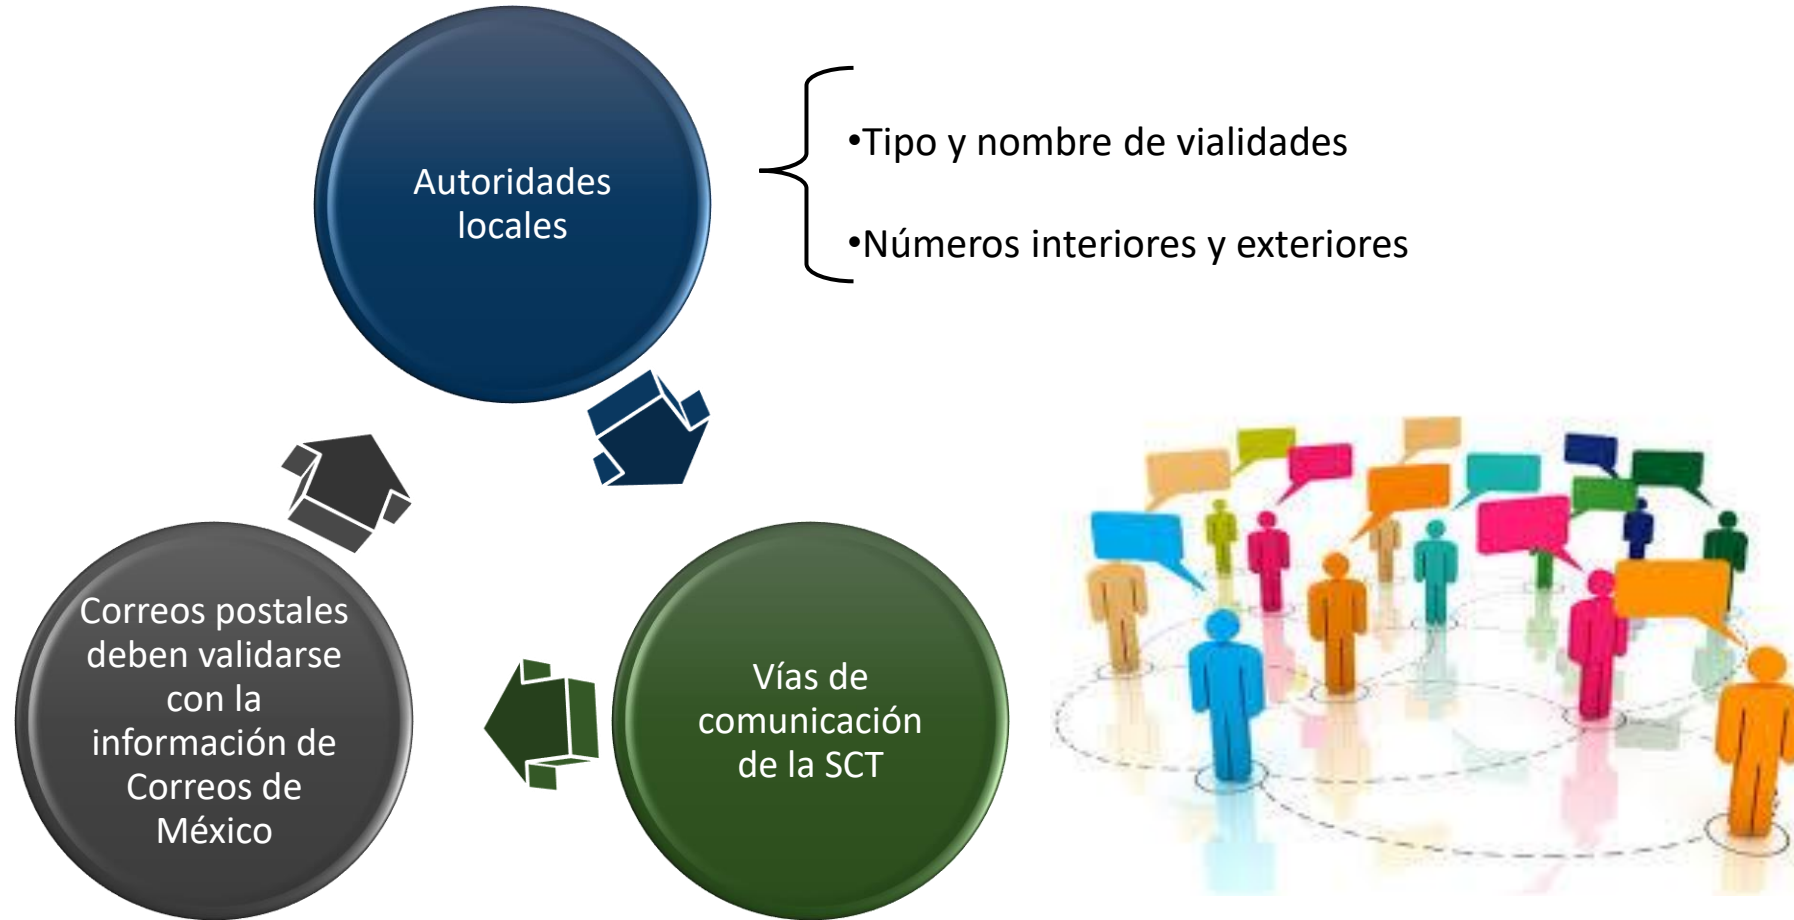 Autoridades
locales
•Tipo y nombre de vialidades
•Números interiores y exteriores
Vías de
comunicación
de la SCT
Correos postales
deben validarse
con la
información de
Correos de
México